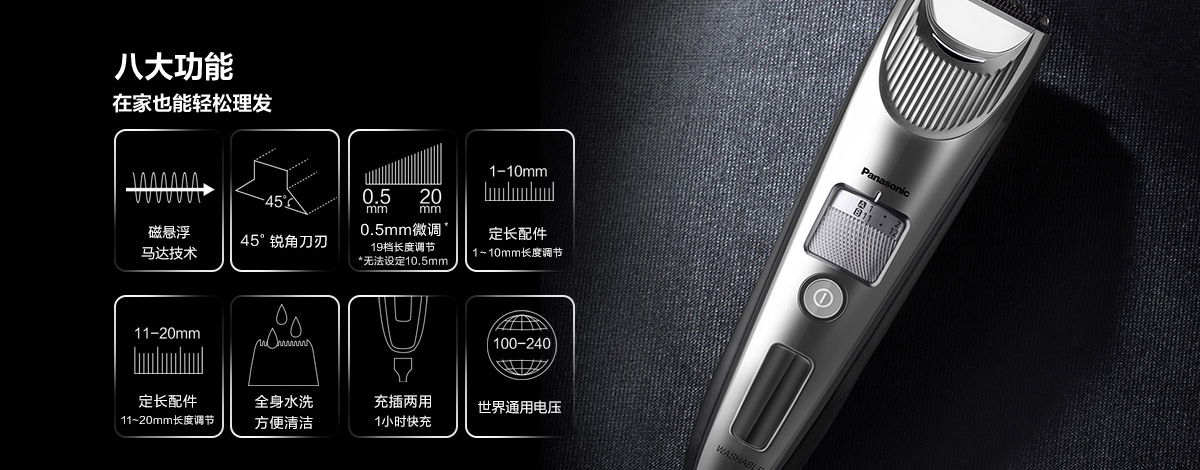 八大功能
在家也能轻松理发
磁悬浮
马达技术
45°
45° 锐角刀刃
0.5 20
mm mm
0.5mm微调*
19档长度调节
*无法设定10.5mm
1-10mm
定长配件
1~10mm长度调节
11-20mm
定长配件
11~20mm长度调节
全身水洗
方便清洁
充插两用
1小时快充
100-240
世界通用电压
Panasonic
A 1 2
B 11
WASHABLE